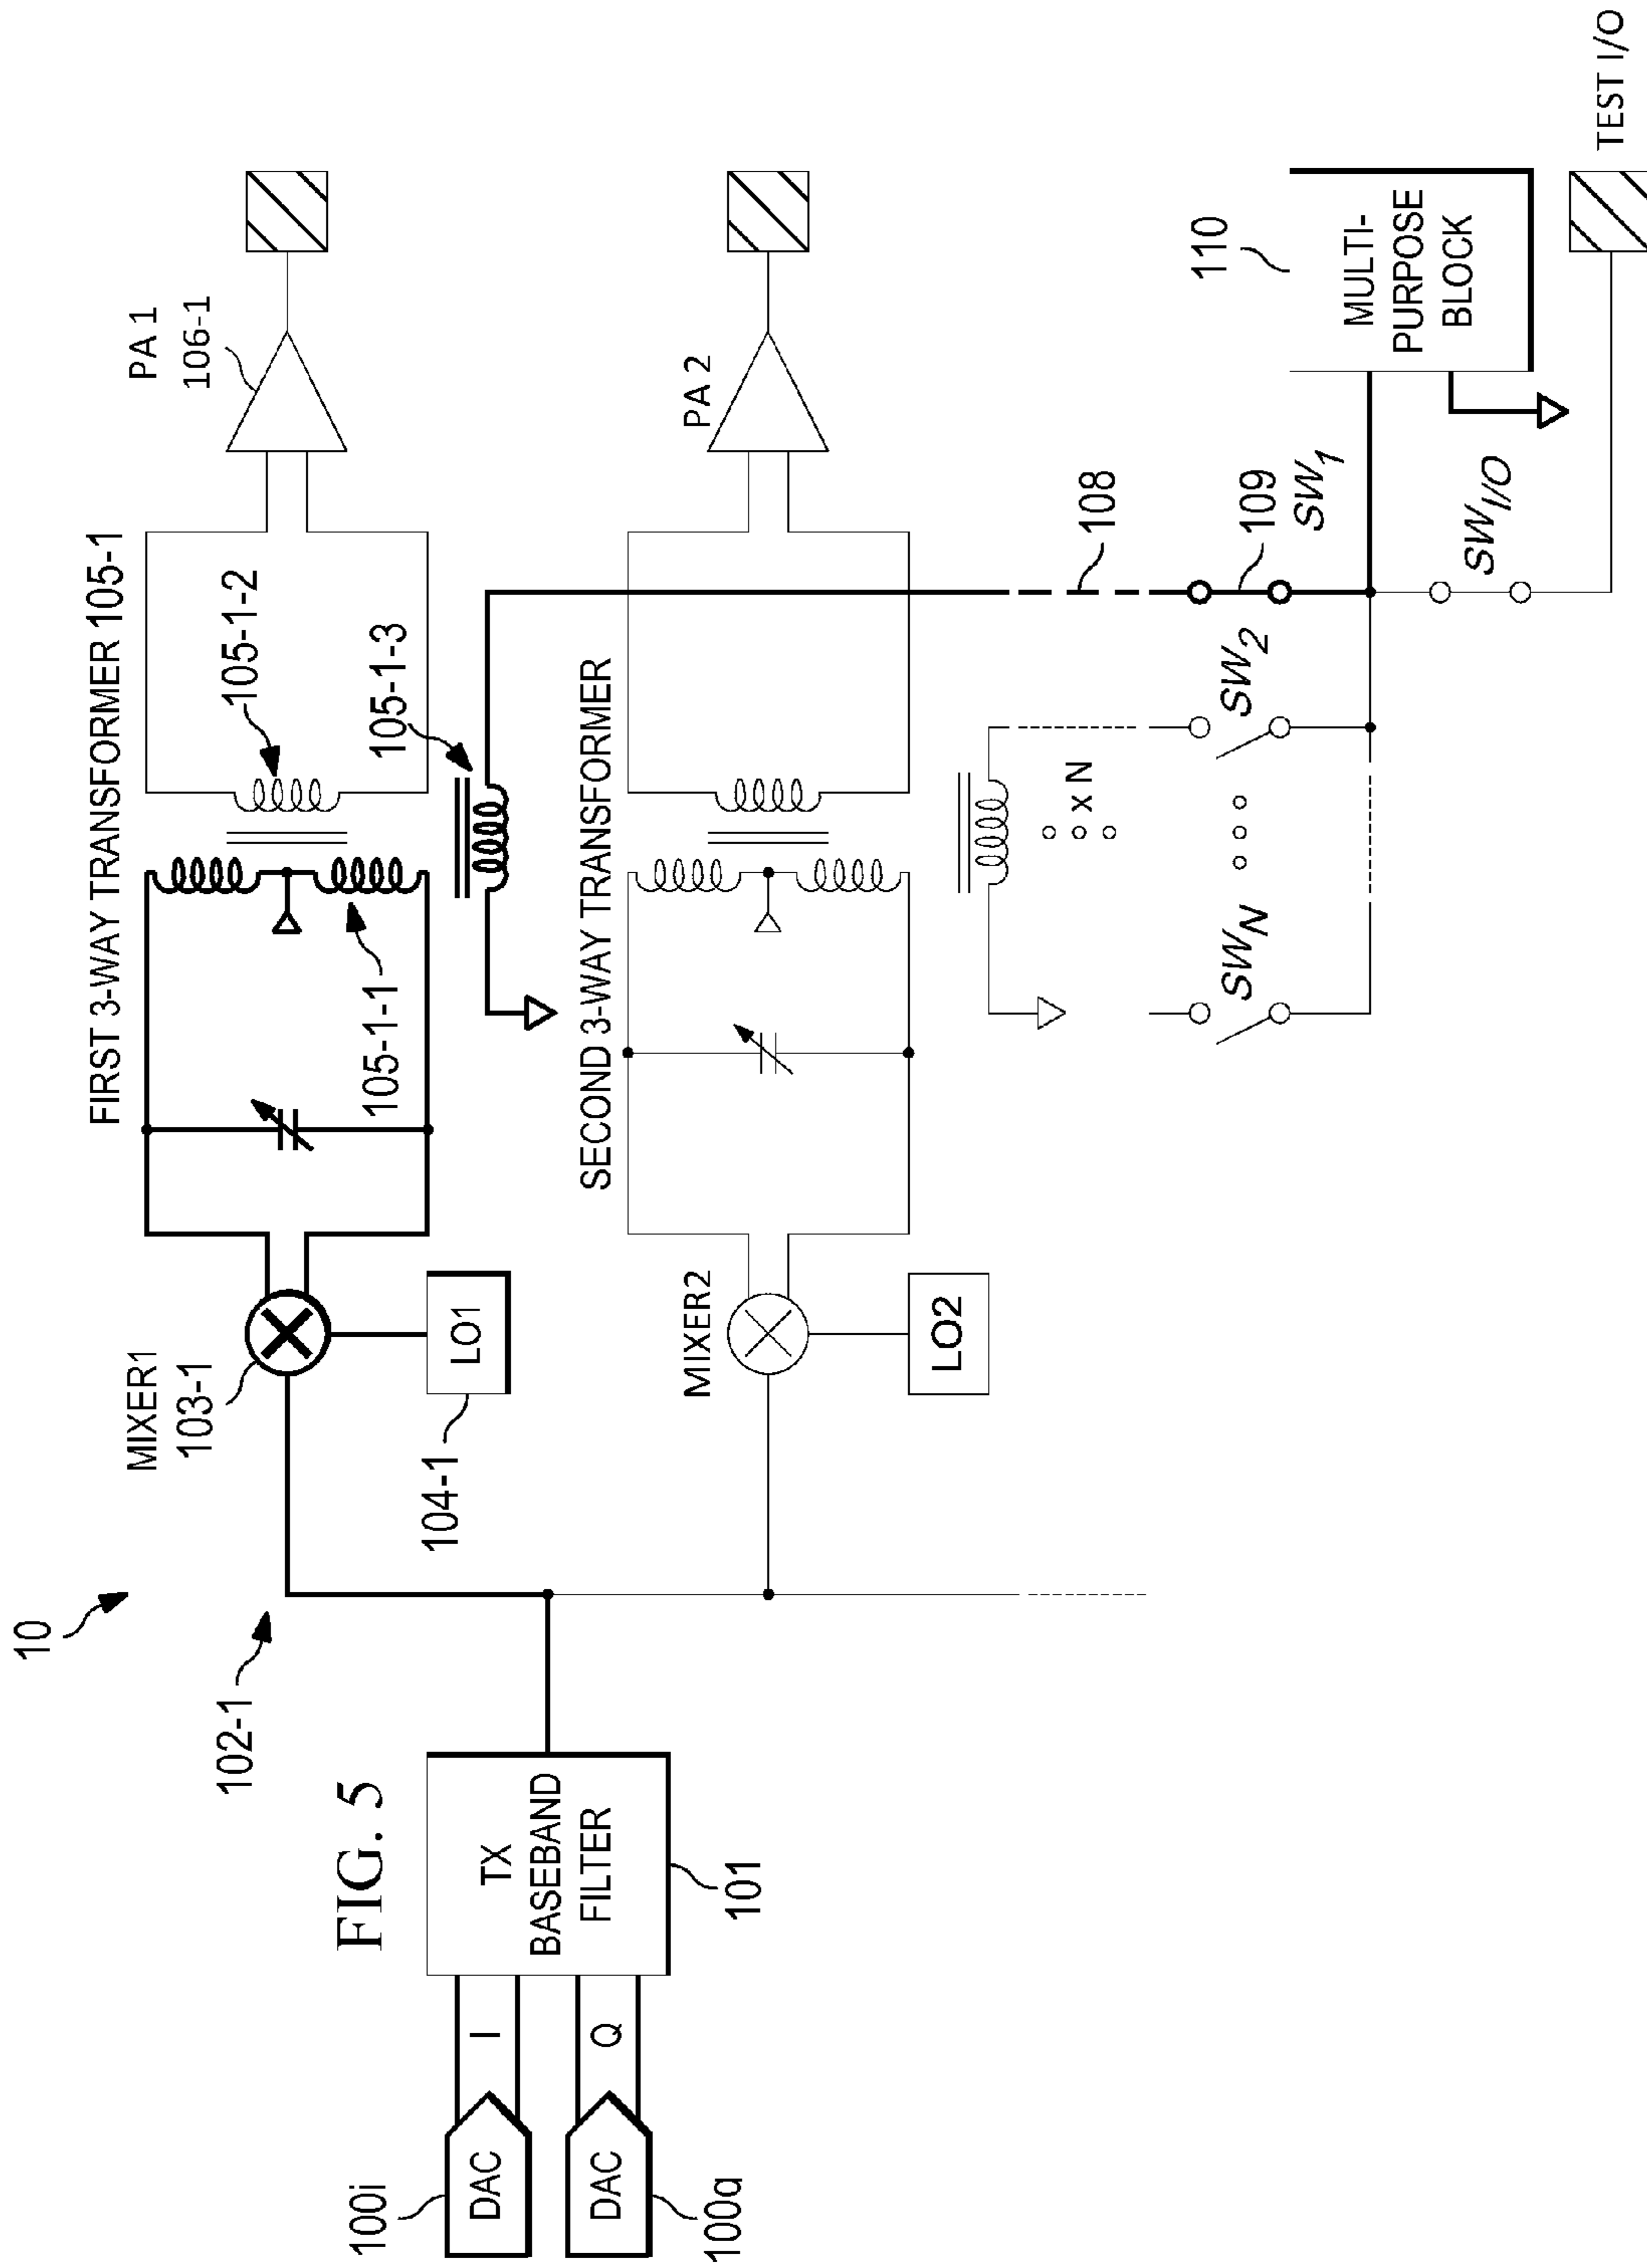 FIG. 5
10
102-1
FIRST 3-WAY TRANSFORMER 105-1
MIXER1
103-1
LO1
104-1
105-1-1
105-1-2
105-1-3
PA 1
106-1
100i
DAC
I
100q
DAC
Q
TX
BASEBAND
FILTER
101
SECOND 3-WAY TRANSFORMER
MIXER2
LO2
PA 2
x N
108
109
SW1
SW2
SWN
SWI/O
110
MULTI-
PURPOSE
BLOCK
TEST I/O